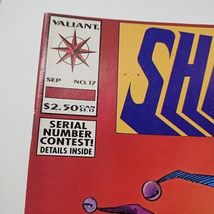 VALIANT
SEP NO. 17
$2.50
SERIAL
NUMBER
CONTEST!
DETAILS INSIDE
SH